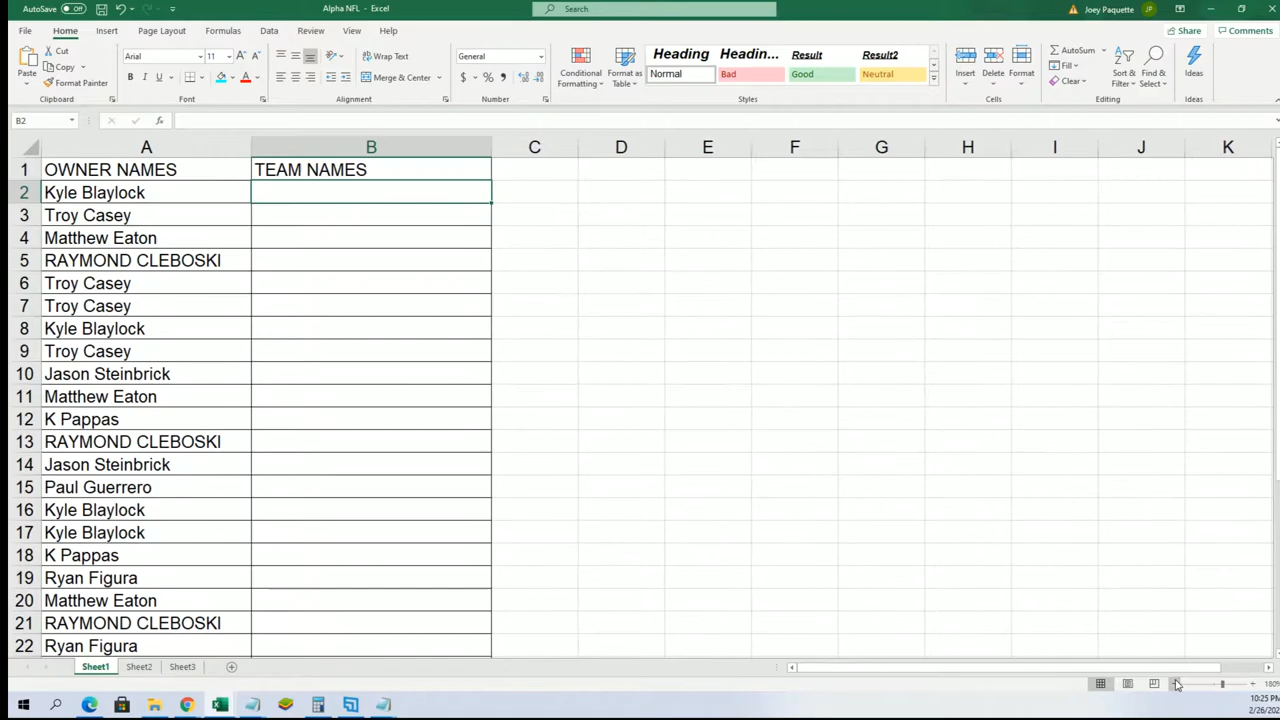 AutoSave Off Alpha NFL - Excel Search Joey Paquette JP
File Home Insert Page Layout Formulas Data Review View Help Share Comments
Paste Cut Copy Format Painter Clipboard
Arial 11 B I U A A A Font
Wrap Text Merge & Center Alignment
General $ % Number
Conditional Formatting Format as Table
Heading Headin... Result Result2
Normal Bad Good Neutral
Styles
Insert Delete Format Cells
AutoSum Fill Clear Sort & Filter Find & Select Editing
Ideas Ideas
B2 fx
A B C D E F G H I J K
1 OWNER NAMES TEAM NAMES
2 Kyle Blaylock
3 Troy Casey
4 Matthew Eaton
5 RAYMOND CLEBOSKI
6 Troy Casey
7 Troy Casey
8 Kyle Blaylock
9 Troy Casey
10 Jason Steinbrick
11 Matthew Eaton
12 K Pappas
13 RAYMOND CLEBOSKI
14 Jason Steinbrick
15 Paul Guerrero
16 Kyle Blaylock
17 Kyle Blaylock
18 K Pappas
19 Ryan Figura
20 Matthew Eaton
21 RAYMOND CLEBOSKI
22 Ryan Figura
Sheet1 Sheet2 Sheet3
180%
10:25 PM
2/26/202